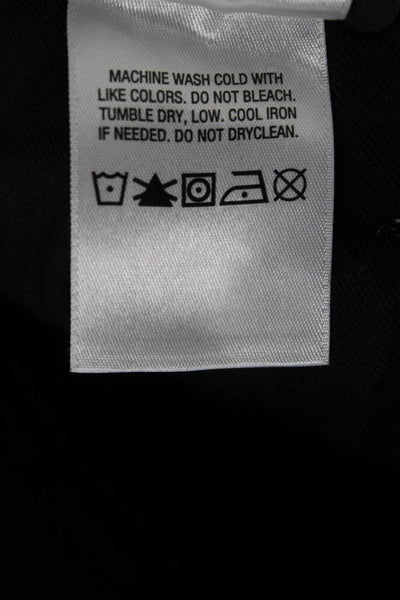 MACHINE WASH COLD WITH
LIKE COLORS. DO NOT BLEACH.
TUMBLE DRY, LOW. COOL IRON
IF NEEDED. DO NOT DRYCLEAN.